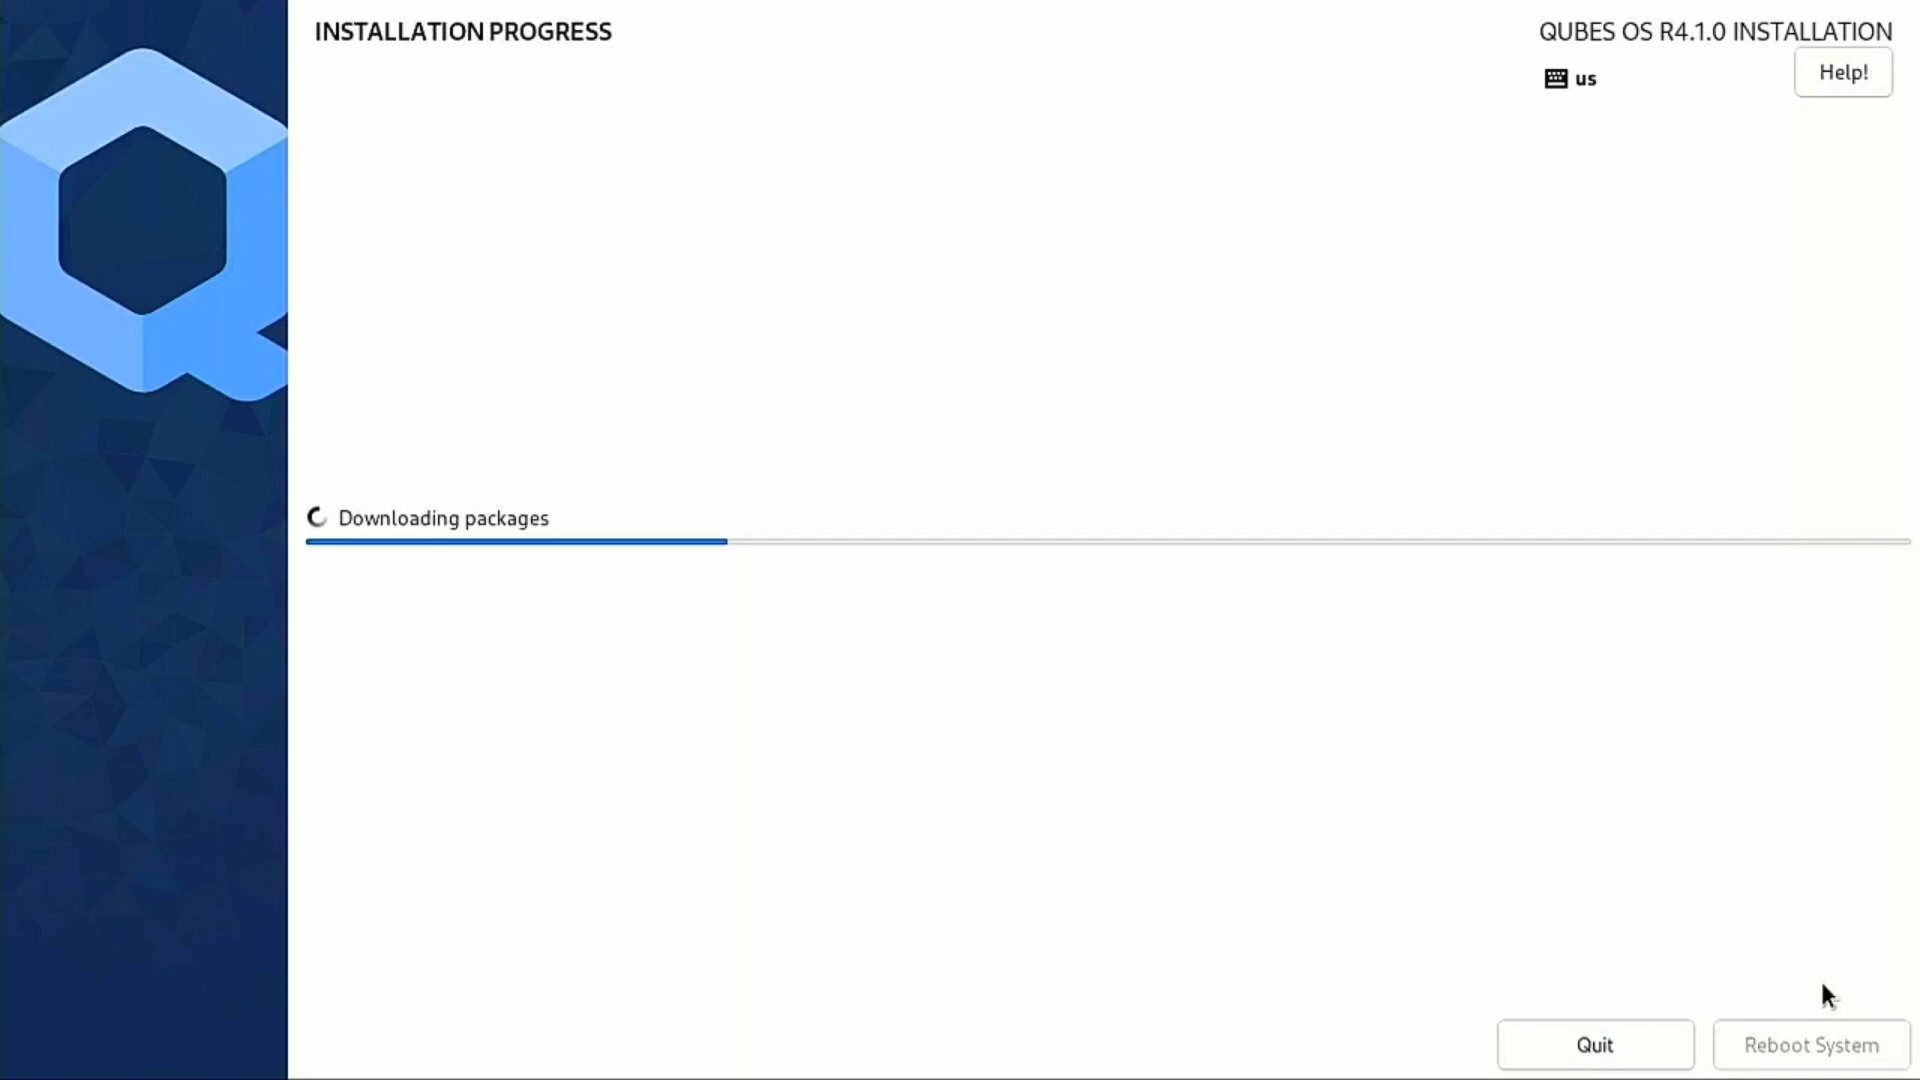 INSTALLATION PROGRESS
QUBES OS R4.1.0 INSTALLATION
us
Help!
Downloading packages
Quit
Reboot System